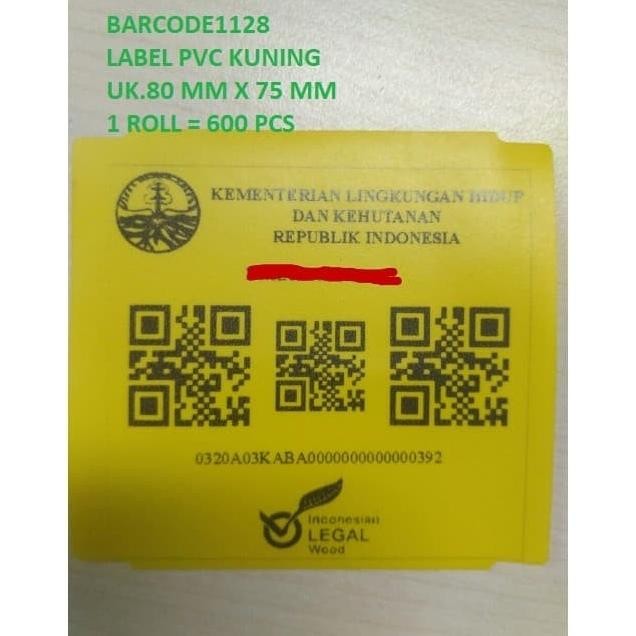 BARCODE1128
LABEL PVC KUNING
UK.80 MM X 75 MM
1 ROLL = 600 PCS
KEMENTERIAN LINGKUNGAN HIDUP
DAN KEHUTANAN
REPUBLIK INDONESIA
0320A03KABA0000000000000392
Indonesian
LEGAL
Wood